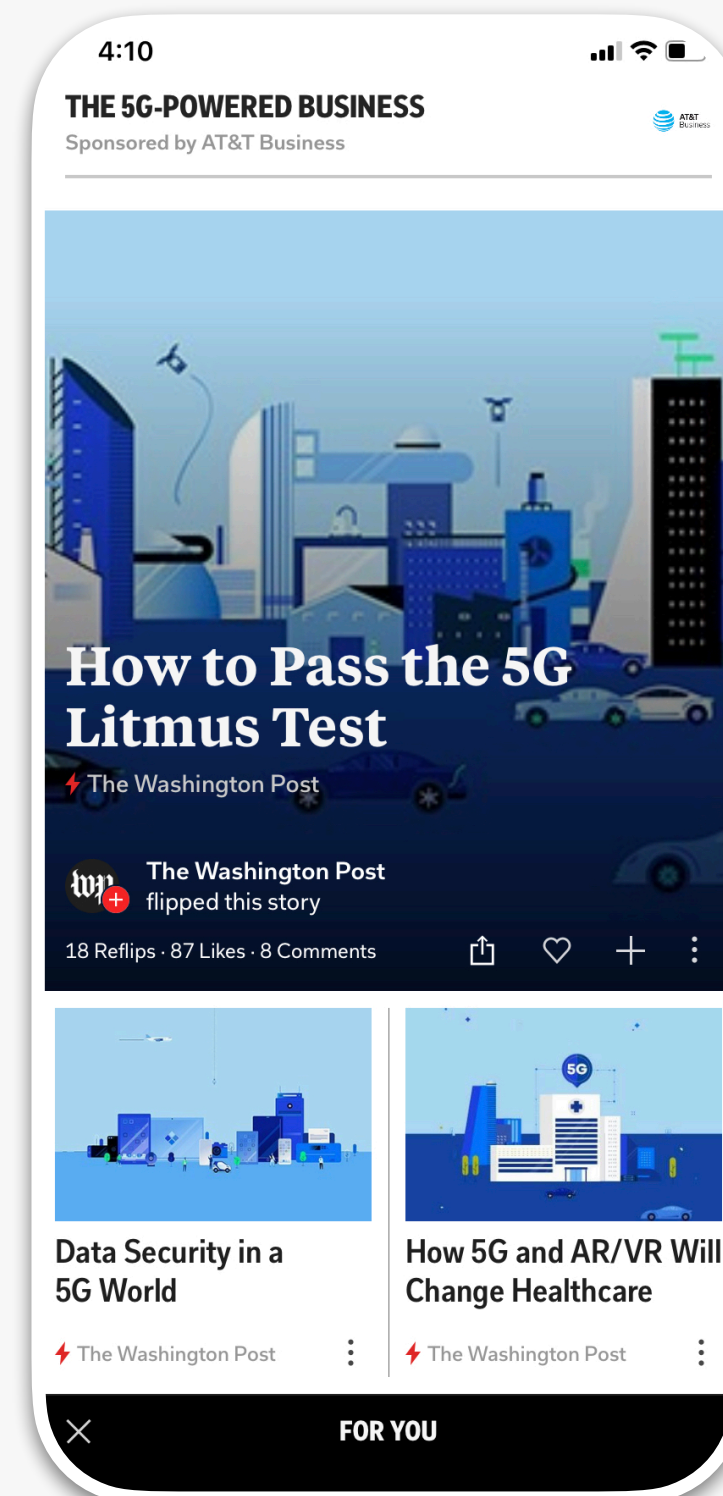 4:10
THE 5G-POWERED BUSINESS
Sponsored by AT&T Business
AT&T
Business
How to Pass the 5G
Litmus Test
The Washington Post
wp
The Washington Post
flipped this story
18 Reflips · 87 Likes · 8 Comments
5G
Data Security in a
5G World
The Washington Post
How 5G and AR/VR Will
Change Healthcare
The Washington Post
FOR YOU